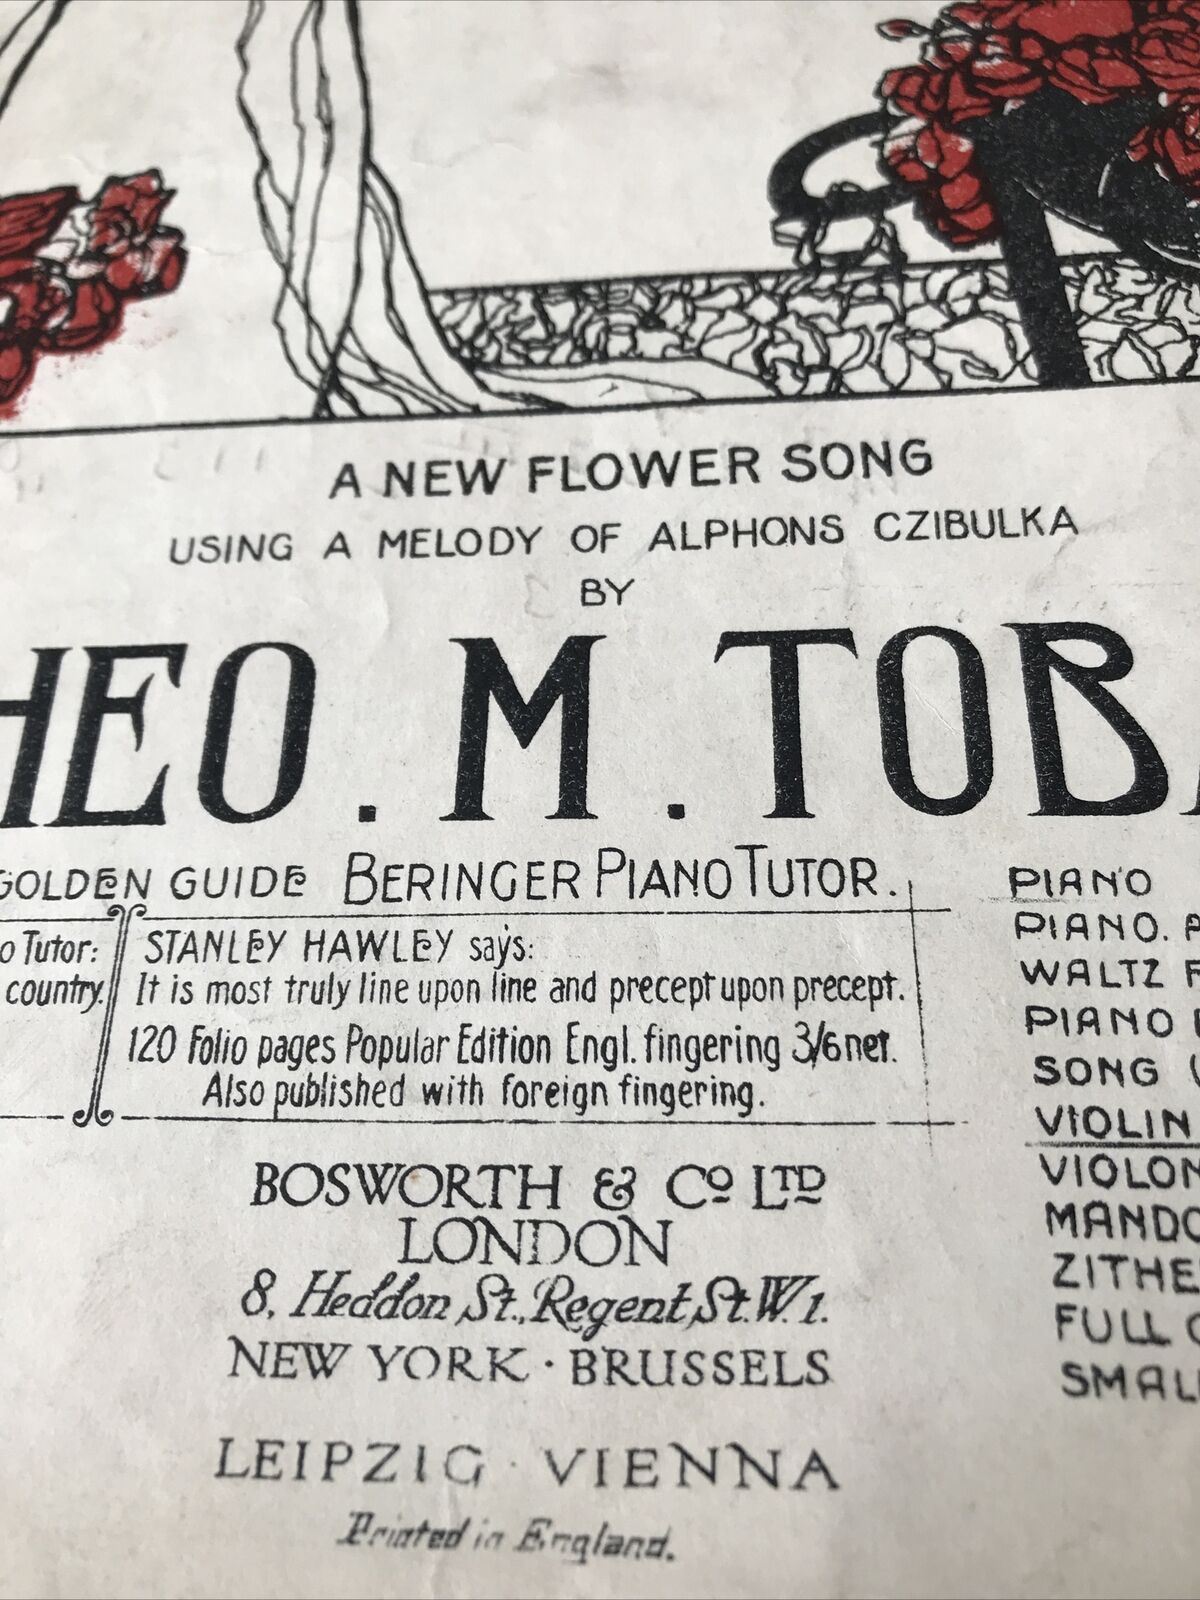 A NEW FLOWER SONG
USING A MELODY OF ALPHONS CZIBULKA
BY
HEO. M. TOBA
GOLDEN GUIDE BERINGER PIANO TUTOR.
o Tutor:
country.
STANLEY HAWLEY says:
It is most truly line upon line and precept upon precept.
120 Folio pages Popular Edition Engl. fingering 3/6 net.
Also published with foreign fingering.
BOSWORTH & Co LTD
LONDON
8, Heddon St., Regent St. W.1.
NEW YORK · BRUSSELS
LEIPZIG · VIENNA
Printed in England.
PIANO
PIANO. A
WALTZ F
PIANO
SONG (
VIOLIN
VIOLON
MANDO
ZITHE
FULL
SMALL